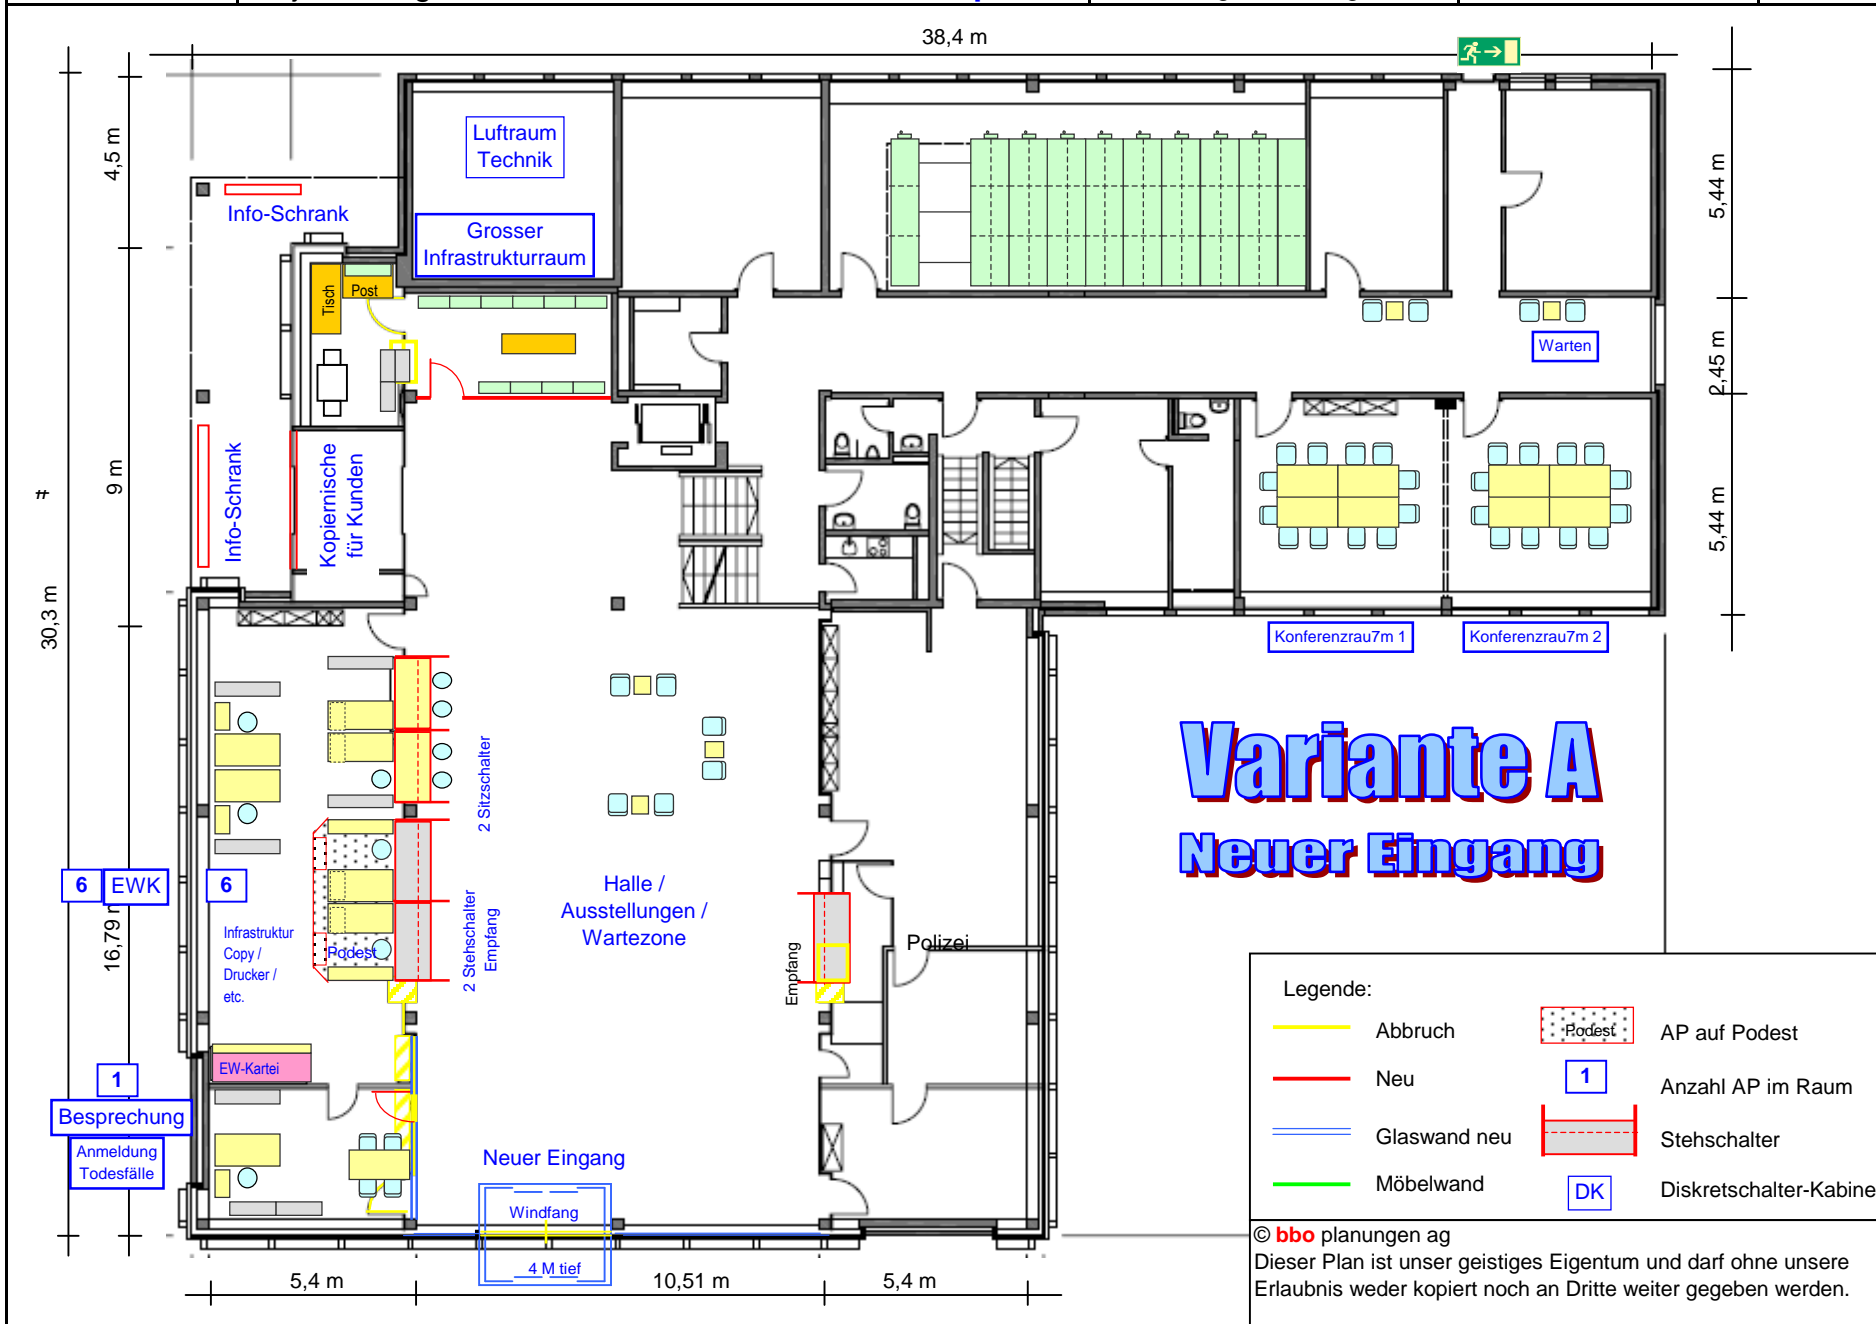 38,4 m
4,5 m
9 m
30,3 m
16,79 m
5,44 m
2,45 m
5,44 m
Luftraum
Technik
Grosser
Infrastrukturraum
Info-Schrank
Tisch
Post
Warten
Info-Schrank
Kopiernische
für Kunden
Konferenzrau7m 1
Konferenzrau7m 2
Variante A
Neuer Eingang
2 Sitzschalter
2 Stehschalter
Empfang
Halle /
Ausstellungen /
Wartezone
Empfang
Polizei
6
EWK
6
Infrastruktur
Copy /
Drucker /
etc.
Podest
EW-Kartei
1
Besprechung
Anmeldung
Todesfälle
Neuer Eingang
Windfang
4 M tief
5,4 m
10,51 m
5,4 m
Legende:
Abbruch
Podest
AP auf Podest
Neu
1
Anzahl AP im Raum
Glaswand neu
Stehschalter
Möbelwand
DK
Diskretschalter-Kabine
© bbo planungen ag
Dieser Plan ist unser geistiges Eigentum und darf ohne unsere
Erlaubnis weder kopiert noch an Dritte weiter gegeben werden.